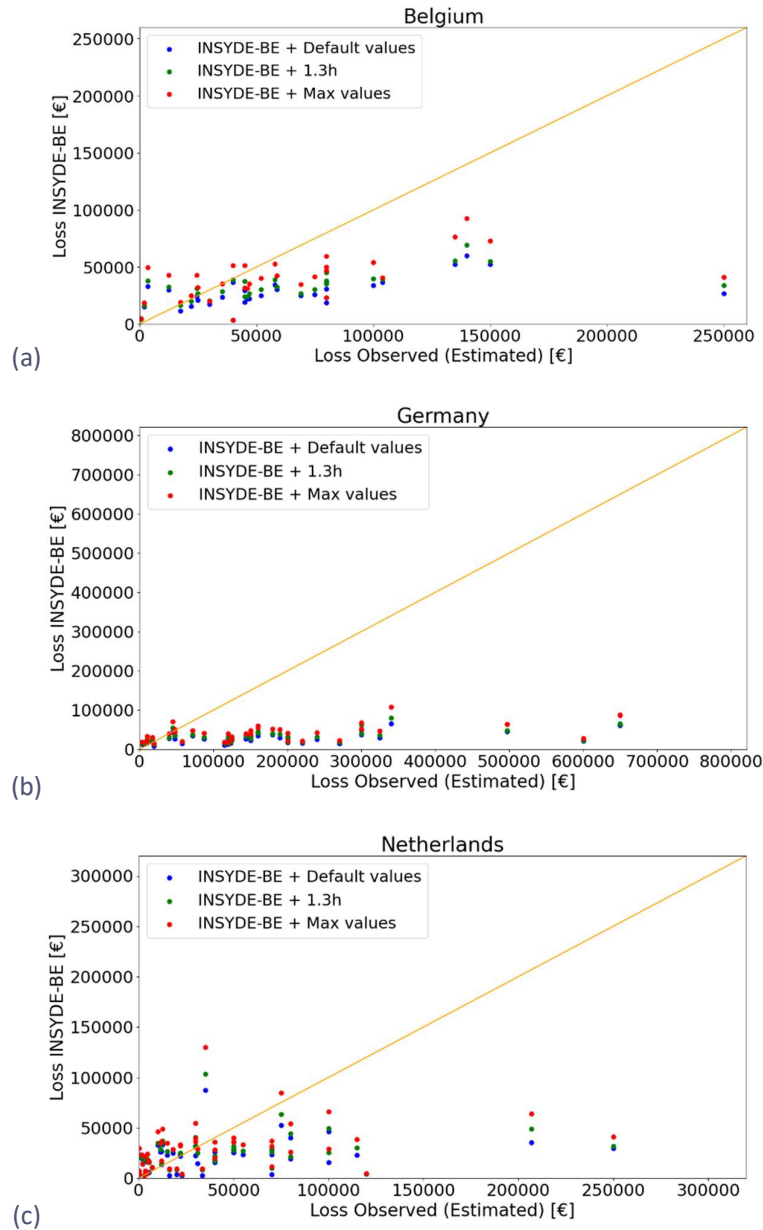 Belgium
INSYDE-BE + Default values
INSYDE-BE + 1.3h
INSYDE-BE + Max values
250000
200000
150000
100000
50000
0
Loss INSYDE-BE [€]
0 50000 100000 150000 200000 250000
Loss Observed (Estimated) [€]
(a)
Germany
INSYDE-BE + Default values
INSYDE-BE + 1.3h
INSYDE-BE + Max values
800000
700000
600000
500000
400000
300000
200000
100000
0
Loss INSYDE-BE [€]
0 100000 200000 300000 400000 500000 600000 700000 800000
Loss Observed (Estimated) [€]
(b)
Netherlands
INSYDE-BE + Default values
INSYDE-BE + 1.3h
INSYDE-BE + Max values
300000
250000
200000
150000
100000
50000
0
Loss INSYDE-BE [€]
0 50000 100000 150000 200000 250000 300000
Loss Observed (Estimated) [€]
(c)